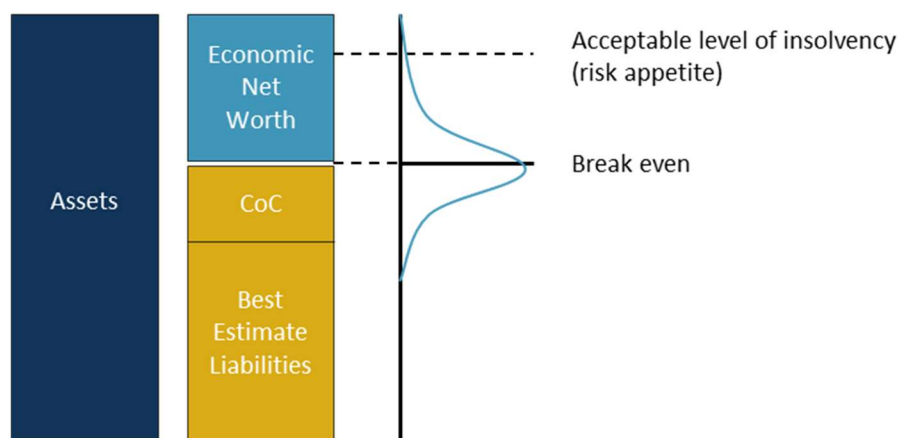 Assets
Economic
Net
Worth
CoC
Best
Estimate
Liabilities
Acceptable level of insolvency
(risk appetite)
Break even